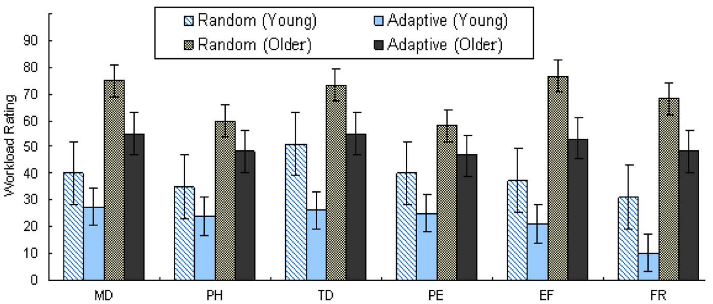 Random (Young) Adaptive (Young)
Random (Older) Adaptive (Older)
Workload Rating
90
80
70
60
50
40
30
20
10
0
MD PH TD PE EF FR